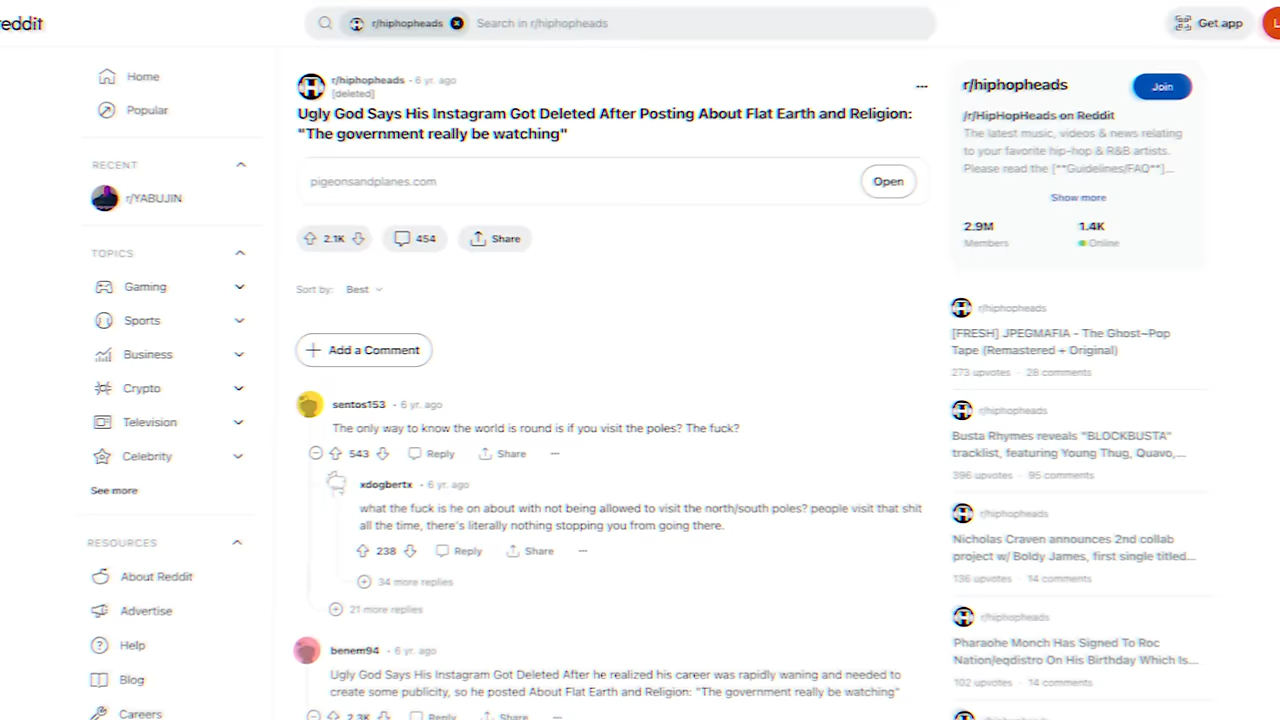 reddit
r/hiphopheads
Search in r/hiphopheads
Get app
Home
Popular
RECENT
r/YABUJIN
TOPICS
Gaming
Sports
Business
Crypto
Television
Celebrity
See more
RESOURCES
About Reddit
Advertise
Help
Blog
Careers
r/hiphopheads · 6 yr. ago
[deleted]
Ugly God Says His Instagram Got Deleted After Posting About Flat Earth and Religion:
"The government really be watching"
pigeonsandplanes.com
Open
2.1K
454
Share
Sort by:
Best
Add a Comment
sentos153 · 6 yr. ago
The only way to know the world is round is if you visit the poles? The fuck?
543
Reply
Share
xdogbertx · 6 yr. ago
what the fuck is he on about with not being allowed to visit the north/south poles? people visit that shit
all the time, there's literally nothing stopping you from going there.
238
Reply
Share
34 more replies
21 more replies
benem94 · 6 yr. ago
Ugly God Says His Instagram Got Deleted After he realized his career was rapidly waning and needed to
create some publicity, so he posted About Flat Earth and Religion: "The government really be watching"
2.3K
Reply
Share
r/hiphopheads
Join
/r/HipHopHeads on Reddit
The latest music, videos & news relating
to your favorite hip-hop & R&B artists.
Please read the [**Guidelines/FAQ**]...
Show more
2.9M
1.4K
Members
Online
r/hiphopheads
[FRESH] JPEGMAFIA - The Ghost~Pop
Tape (Remastered + Original)
273 upvotes · 28 comments
r/hiphopheads
Busta Rhymes reveals "BLOCKBUSTA"
tracklist, featuring Young Thug, Quavo,...
396 upvotes · 95 comments
r/hiphopheads
Nicholas Craven announces 2nd collab
project w/ Boldy James, first single titled...
136 upvotes · 14 comments
r/hiphopheads
Pharaohe Monch Has Signed To Roc
Nation/eqdistro On His Birthday Which Is...
102 upvotes · 14 comments